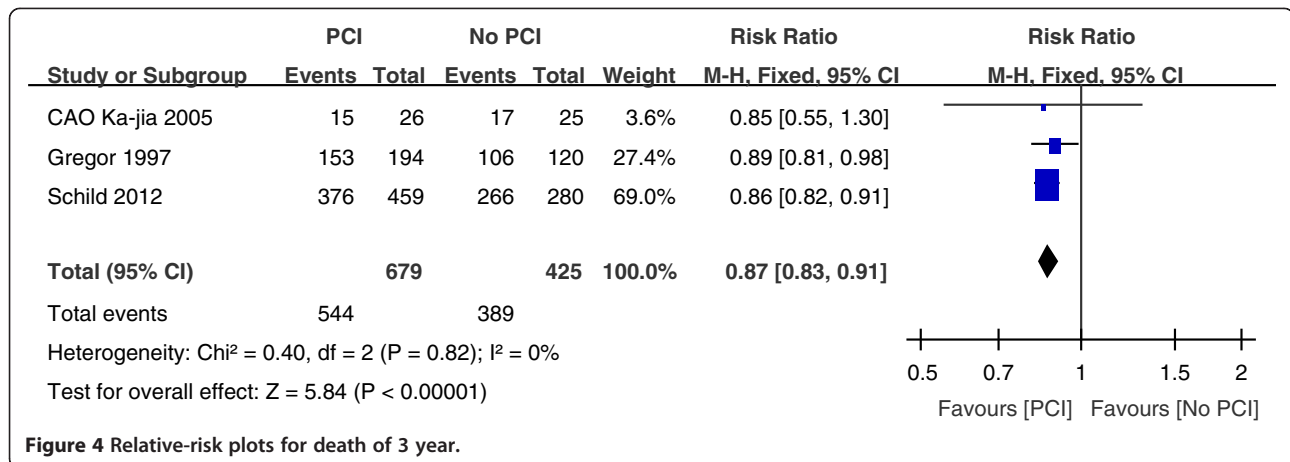 PCI No PCI Risk Ratio Risk Ratio
Study or Subgroup Events Total Events Total Weight M-H, Fixed, 95% CI M-H, Fixed, 95% CI
CAO Ka-jia 2005 15 26 17 25 3.6% 0.85 [0.55, 1.30]
Gregor 1997 153 194 106 120 27.4% 0.89 [0.81, 0.98]
Schild 2012 376 459 266 280 69.0% 0.86 [0.82, 0.91]
Total (95% CI) 679 425 100.0% 0.87 [0.83, 0.91]
Total events 544 389
Heterogeneity: Chi² = 0.40, df = 2 (P = 0.82); I² = 0%
Test for overall effect: Z = 5.84 (P < 0.00001)
0.5 0.7 1 1.5 2
Favours [PCI] Favours [No PCI]
Figure 4 Relative-risk plots for death of 3 year.